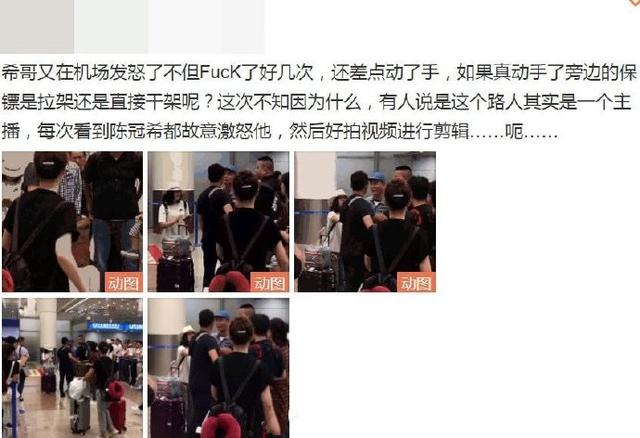 希哥又在机场发怒了不但FucK了好几次，还差点动了手，如果真动手了旁边的保
镖是拉架还是直接干架呢？这次不知因为什么，有人说是这个路人其实是一个主
播，每次看到陈冠希都故意激怒他，然后好拍视频进行剪辑……呃……
动图
动图
动图